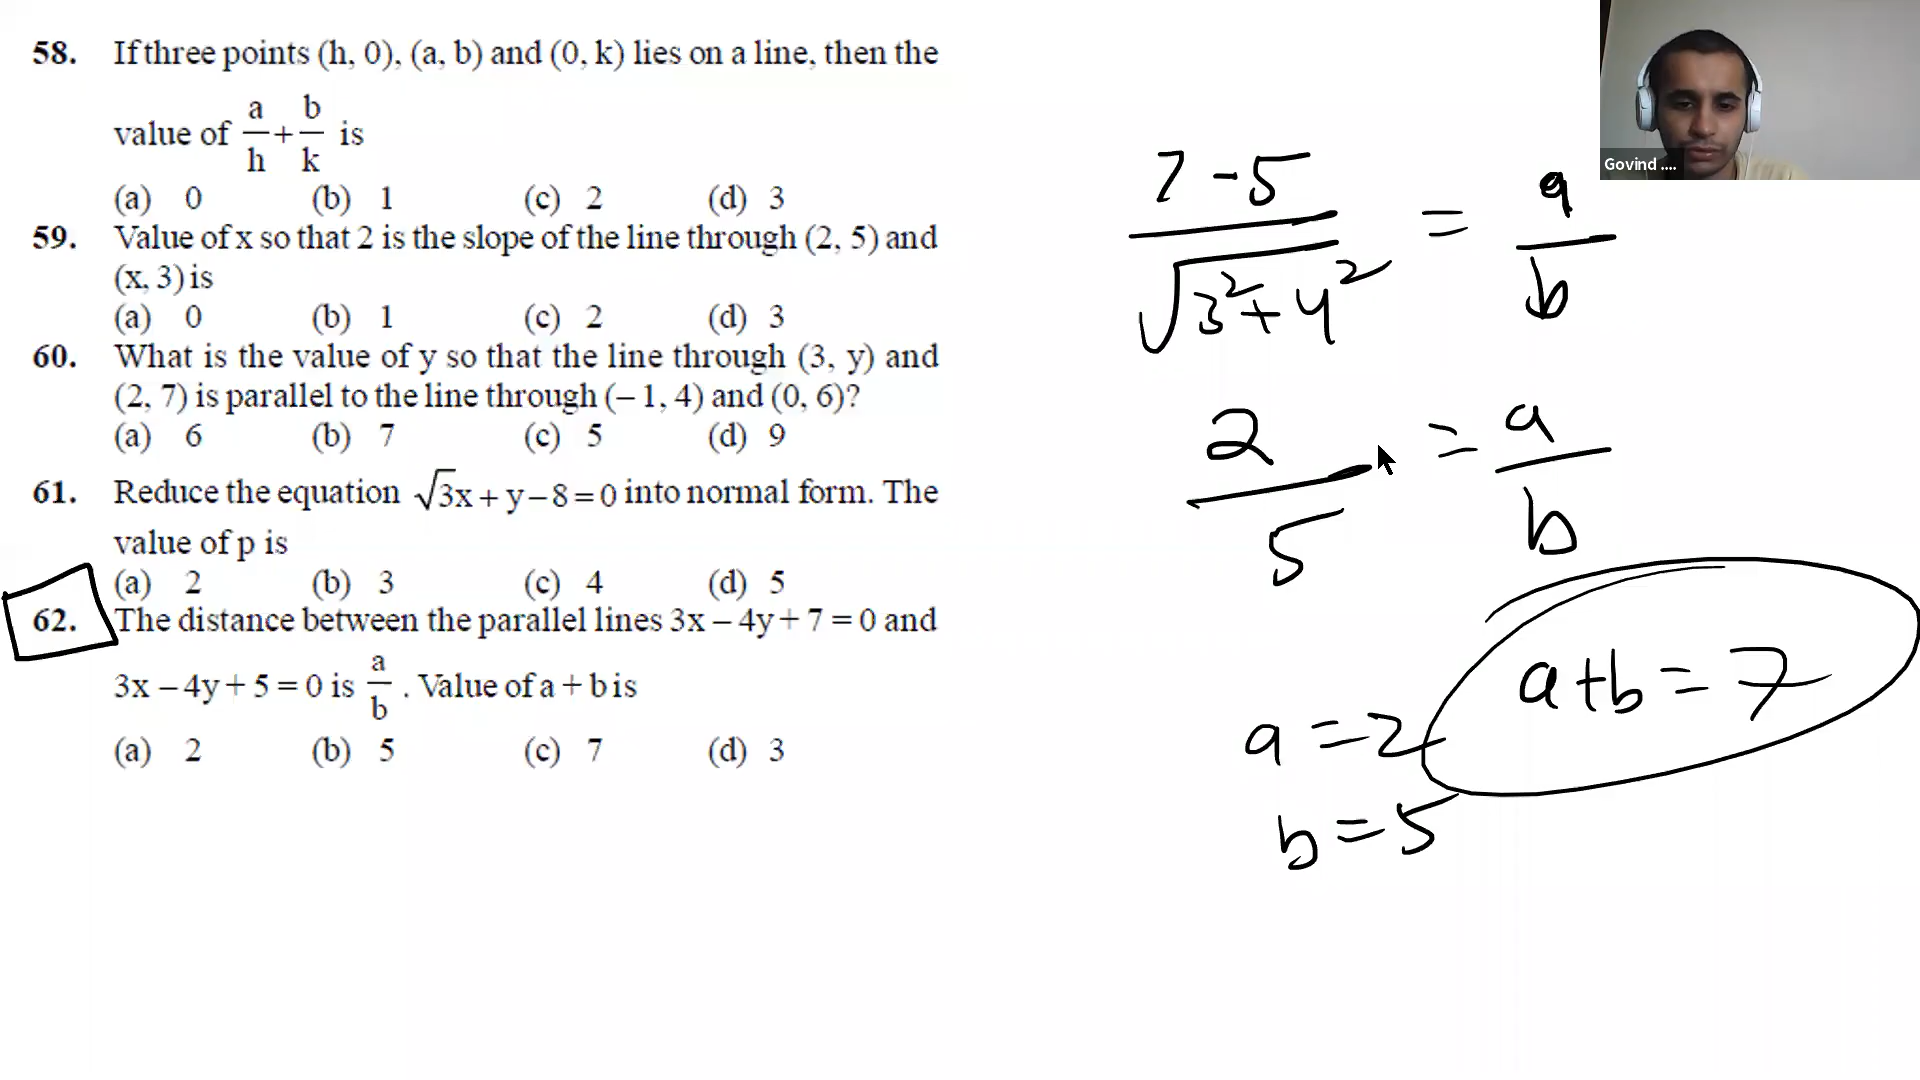 58. If three points (h, 0), (a, b) and (0, k) lies on a line, then the
value of a/h + b/k is
(a) 0 (b) 1 (c) 2 (d) 3
59. Value of x so that 2 is the slope of the line through (2, 5) and
(x, 3) is
(a) 0 (b) 1 (c) 2 (d) 3
60. What is the value of y so that the line through (3, y) and
(2, 7) is parallel to the line through (– 1, 4) and (0, 6)?
(a) 6 (b) 7 (c) 5 (d) 9
61. Reduce the equation √3x + y – 8 = 0 into normal form. The
value of p is
(a) 2 (b) 3 (c) 4 (d) 5
62. The distance between the parallel lines 3x – 4y + 7 = 0 and
3x – 4y + 5 = 0 is a/b . Value of a + b is
(a) 2 (b) 5 (c) 7 (d) 3
Govind ....
7 - 5 / √3² + 4² = a / b
2 / 5 = a / b
a + b = 7
a = 2
b = 5